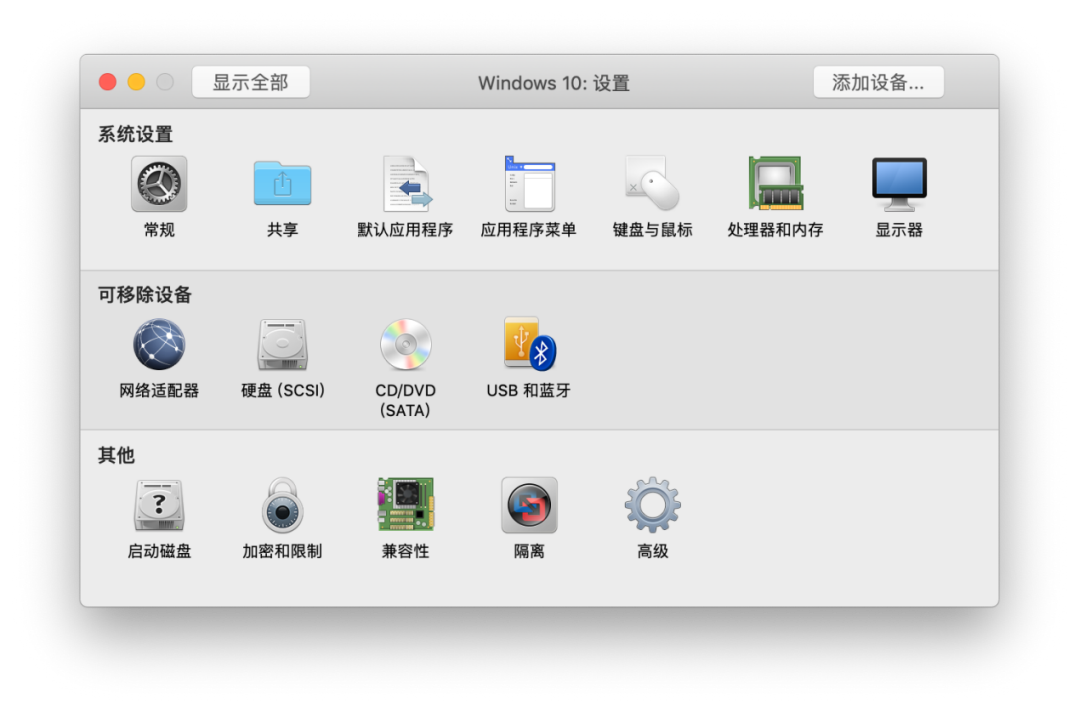 显示全部
Windows 10: 设置
添加设备...
系统设置
常规
共享
默认应用程序
应用程序菜单
键盘与鼠标
处理器和内存
显示器
可移除设备
网络适配器
硬盘 (SCSI)
CD/DVD
(SATA)
USB 和蓝牙
其他
?
启动磁盘
加密和限制
兼容性
隔离
高级